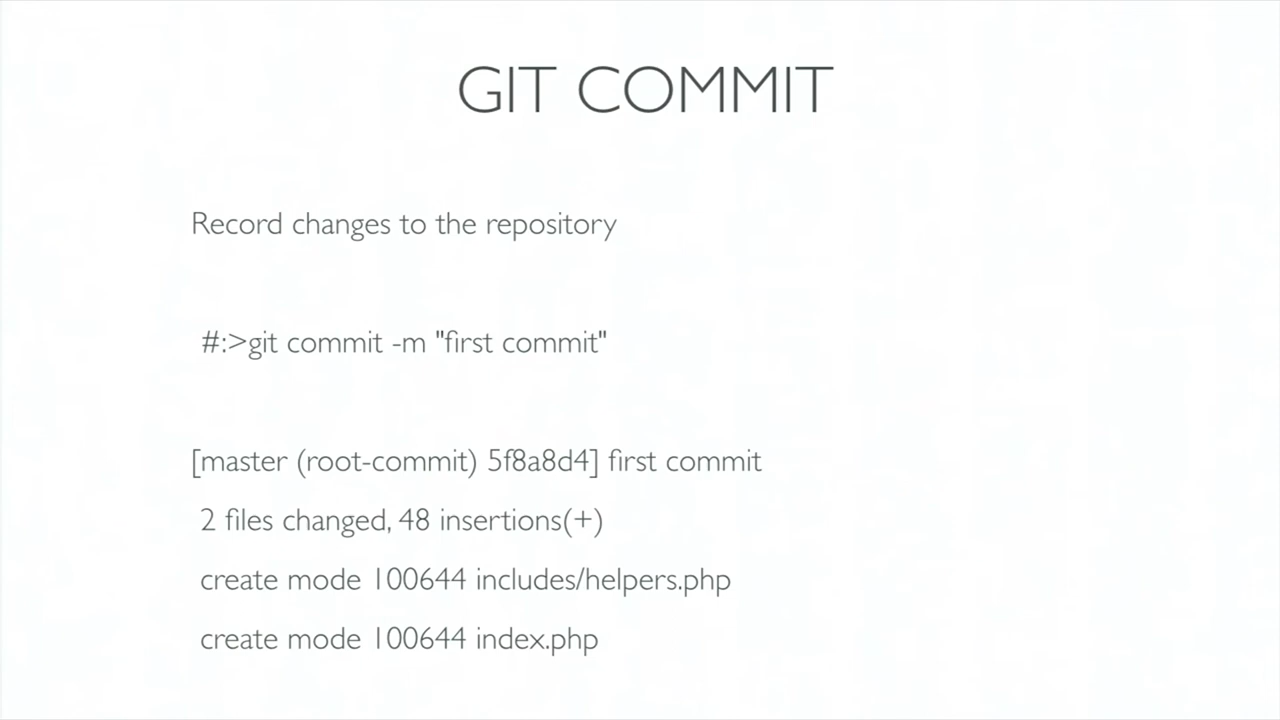 GIT COMMIT
Record changes to the repository
#:>git commit -m "first commit"
[master (root-commit) 5f8a8d4] first commit
2 files changed, 48 insertions(+)
create mode 100644 includes/helpers.php
create mode 100644 index.php